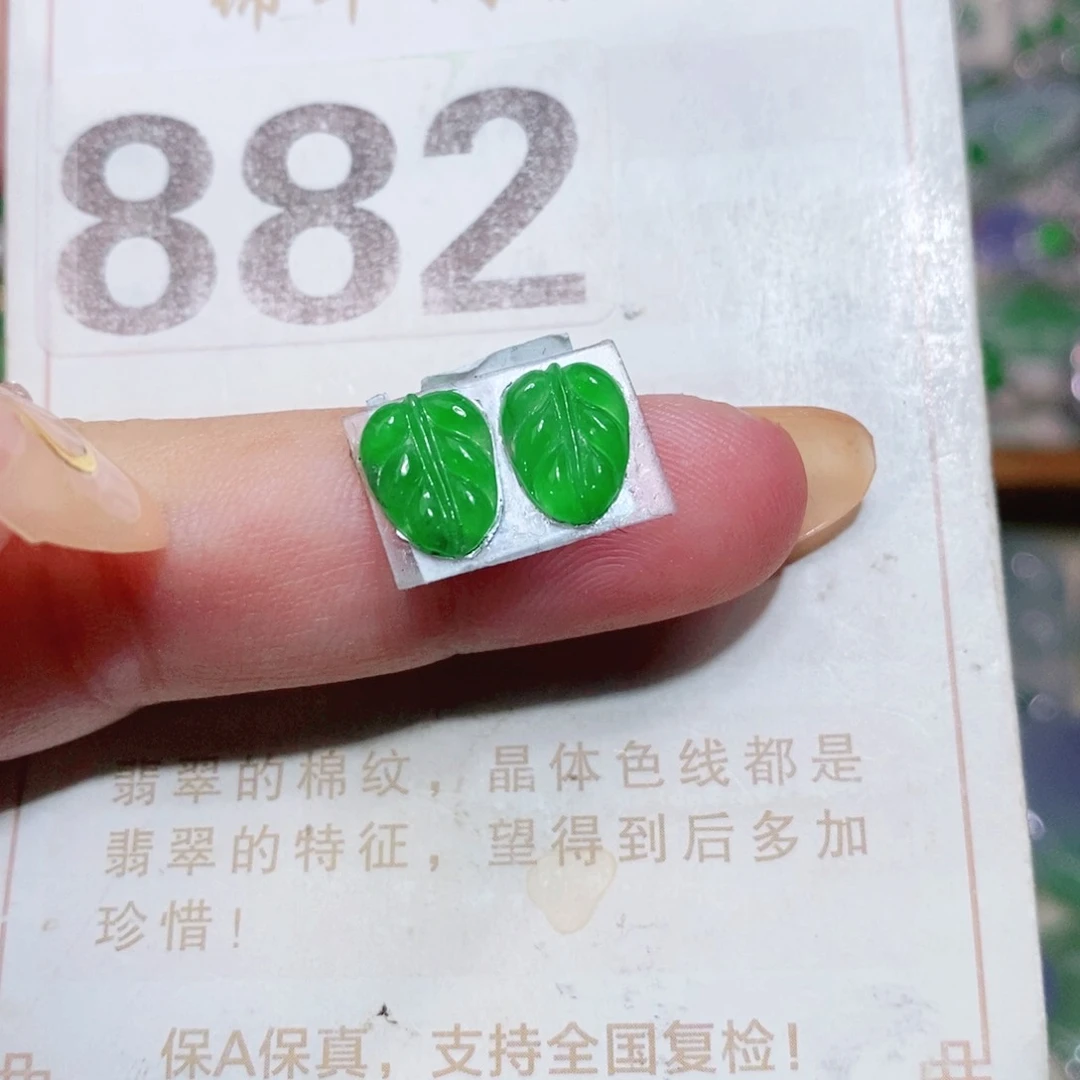 882
翡翠的棉纹，晶体色线都是
翡翠的特征，望得到后多加
珍惜！
保A保真，支持全国复检！